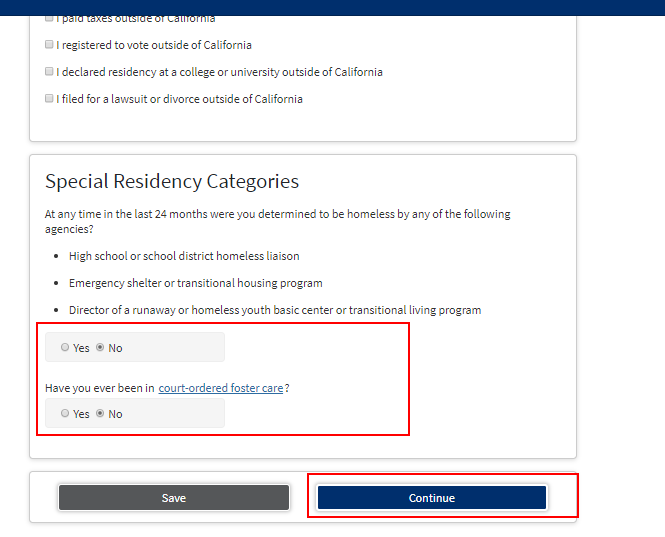 I paid taxes outside of California
I registered to vote outside of California
I declared residency at a college or university outside of California
I filed for a lawsuit or divorce outside of California
Special Residency Categories
At any time in the last 24 months were you determined to be homeless by any of the following
agencies?
• High school or school district homeless liaison
• Emergency shelter or transitional housing program
• Director of a runaway or homeless youth basic center or transitional living program
Yes No
Have you ever been in court-ordered foster care?
Yes No
Save Continue